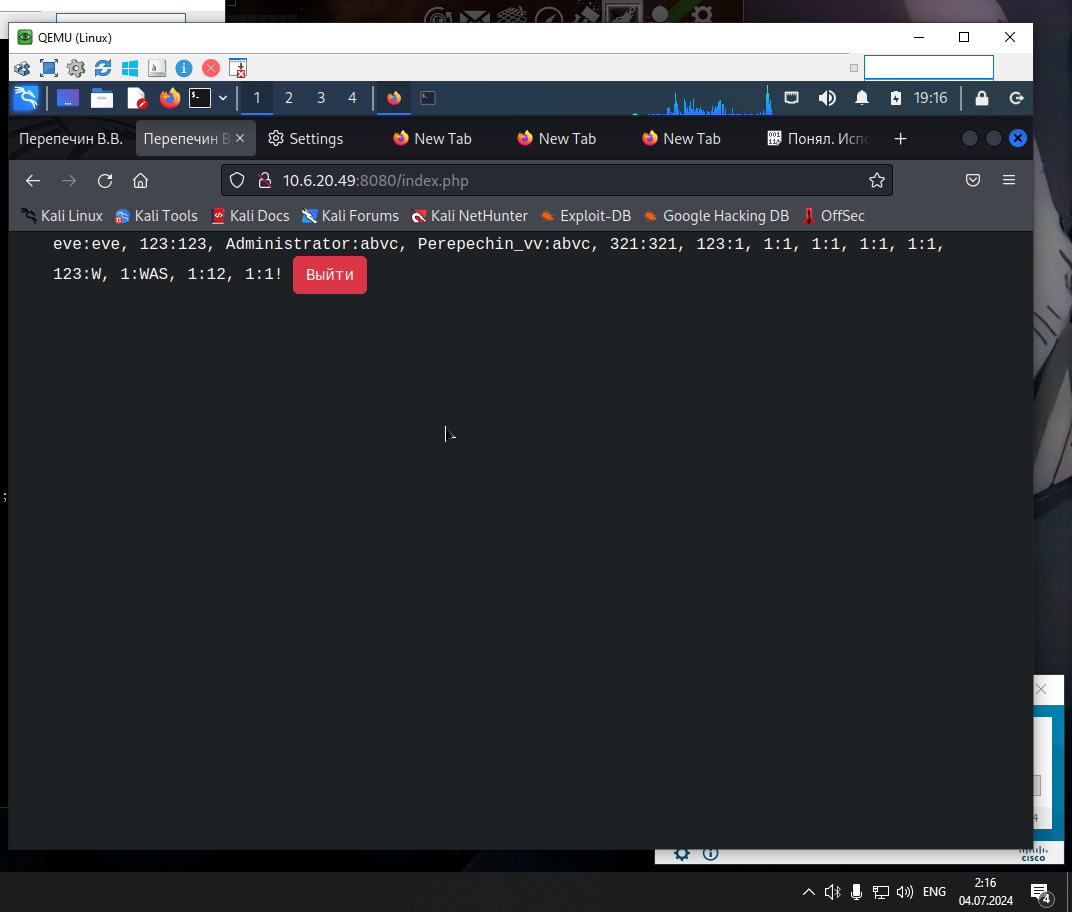 QEMU (Linux)
1 2 3 4 19:16
Перепечин В.В. Перепечин В Settings New Tab New Tab New Tab Понял. Испо
10.6.20.49:8080/index.php
Kali Linux Kali Tools Kali Docs Kali Forums Kali NetHunter Exploit-DB Google Hacking DB OffSec
eve:eve, 123:123, Administrator:abvc, Perepechin_vv:abvc, 321:321, 123:1, 1:1, 1:1, 1:1, 1:1,
123:W, 1:WAS, 1:12, 1:1! Выйти
;
4
CISCO
ENG 2:16
04.07.2024 4